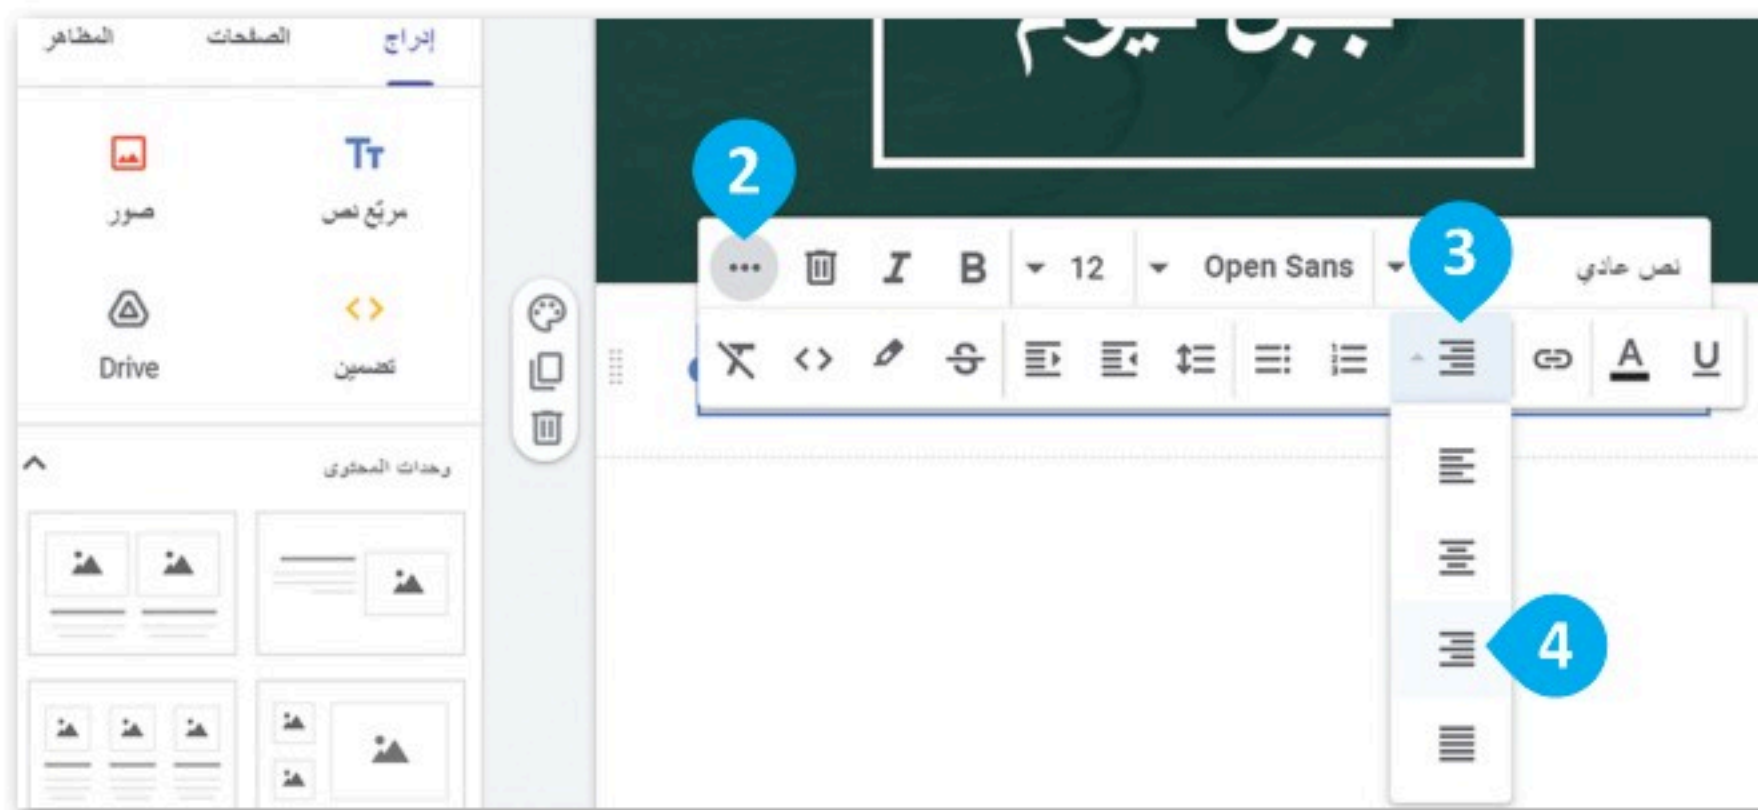 إدراج الصفحات المظاهر
مربّع نص صور
تضمين Drive
وحدات المحتوى
2
3
نص عادي Open Sans 12 B I
U A
4